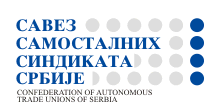 САВЕЗ
САМОСТАЛНИХ
СИНДИКАТА
СРБИЈЕ
CONFEDERATION OF AUTONOMOUS
TRADE UNIONS OF SERBIA